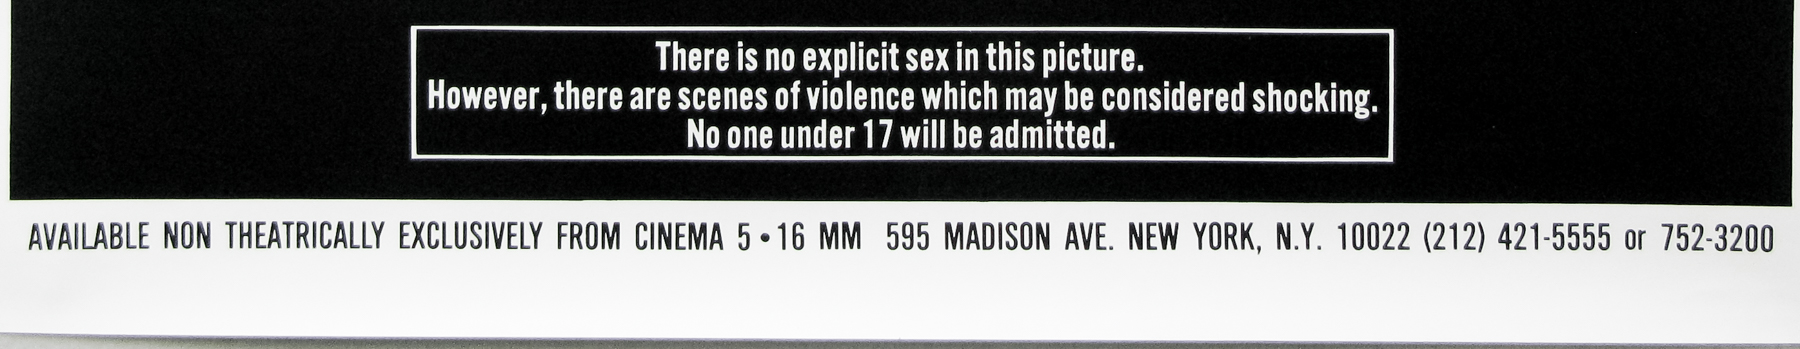 There is no explicit sex in this picture.
However, there are scenes of violence which may be considered shocking.
No one under 17 will be admitted.
AVAILABLE NON THEATRICALLY EXCLUSIVELY FROM CINEMA 5•16 MM 595 MADISON AVE. NEW YORK, N.Y. 10022 (212) 421-5555 or 752-3200